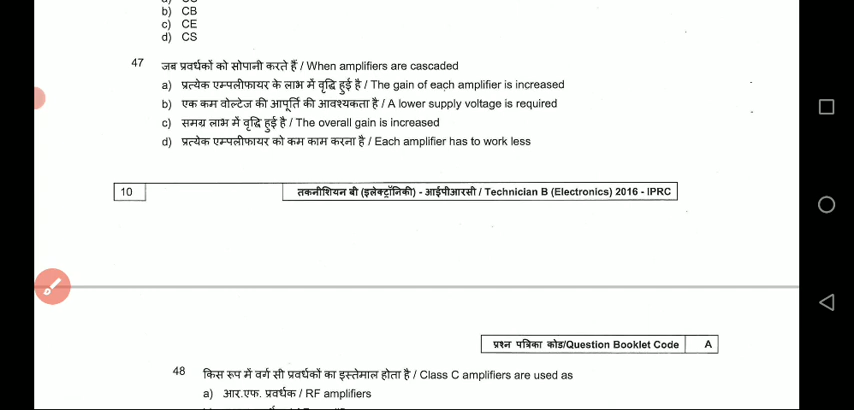 b) CB
c) CE
d) CS
47 जब प्रवर्धकों को सोपानी करते हैं / When amplifiers are cascaded
a) प्रत्येक एम्पलीफायर के लाभ में वृद्धि हुई है / The gain of each amplifier is increased
b) एक कम वोल्टेज की आपूर्ति की आवश्यकता है / A lower supply voltage is required
c) समग्र लाभ में वृद्धि हुई है / The overall gain is increased
d) प्रत्येक एम्पलीफायर को कम काम करना है / Each amplifier has to work less
10 तकनीशियन बी (इलेक्ट्रॉनिकी) - आईपीआरसी / Technician B (Electronics) 2016 - IPRC
प्रश्न पत्रिका कोड/Question Booklet Code A
48 किस रूप में वर्ग सी प्रवर्धकों का इस्तेमाल होता है / Class C amplifiers are used as
a) आर.एफ. प्रवर्धक / RF amplifiers